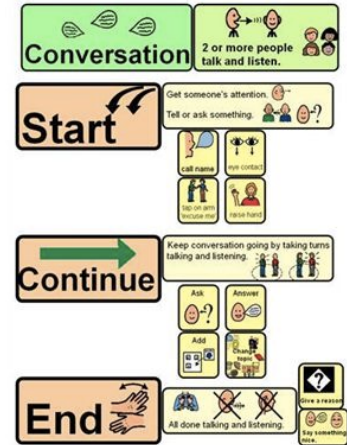 Conversation
2 or more people
talk and listen.
Start
Get someone's attention.
Tell or ask something.
call name
eye contact
tap on arm
"excuse me"
raise hand
Continue
Keep conversation going by taking turns
talking and listening.
Ask
Answer
Add
Change
topic
End
All done talking and listening.
Give a reason
Say something
nice.